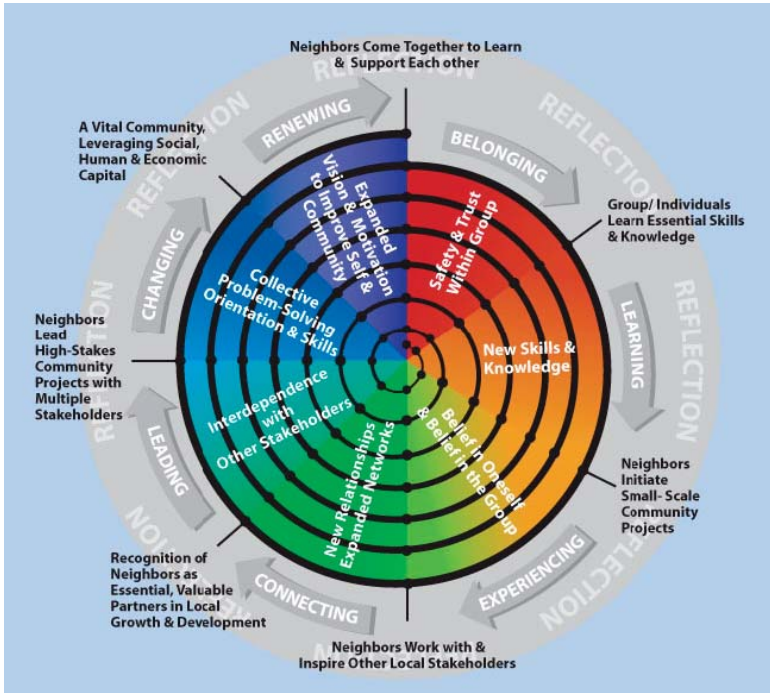 Neighbors Come Together to Learn
& Support Each other
REFLECTION
RENEWING
BELONGING
REFLECTION
Group/ Individuals
Learn Essential Skills
& Knowledge
LEARNING
REFLECTION
Neighbors
Initiate
Small- Scale
Community
Projects
REFLECTION
EXPERIENCING
Neighbors Work with &
Inspire Other Local Stakeholders
REFLECTION
CONNECTING
Recognition of
Neighbors as
Essential, Valuable
Partners in Local
Growth & Development
REFLECTION
LEADING
Neighbors
Lead
High-Stakes
Community
Projects with
Multiple
Stakeholders
REFLECTION
CHANGING
A Vital Community,
Leveraging Social,
Human & Economic
Capital
REFLECTION
Safety & Trust
Within Group
New Skills &
Knowledge
Belief in Oneself
& Belief in the Group
New Relationships
Expanded Networks
Interdependence
with
Other Stakeholders
Collective
Problem-Solving
Orientation & Skills
Expanded
Vision & Motivation
to Improve Self &
Community